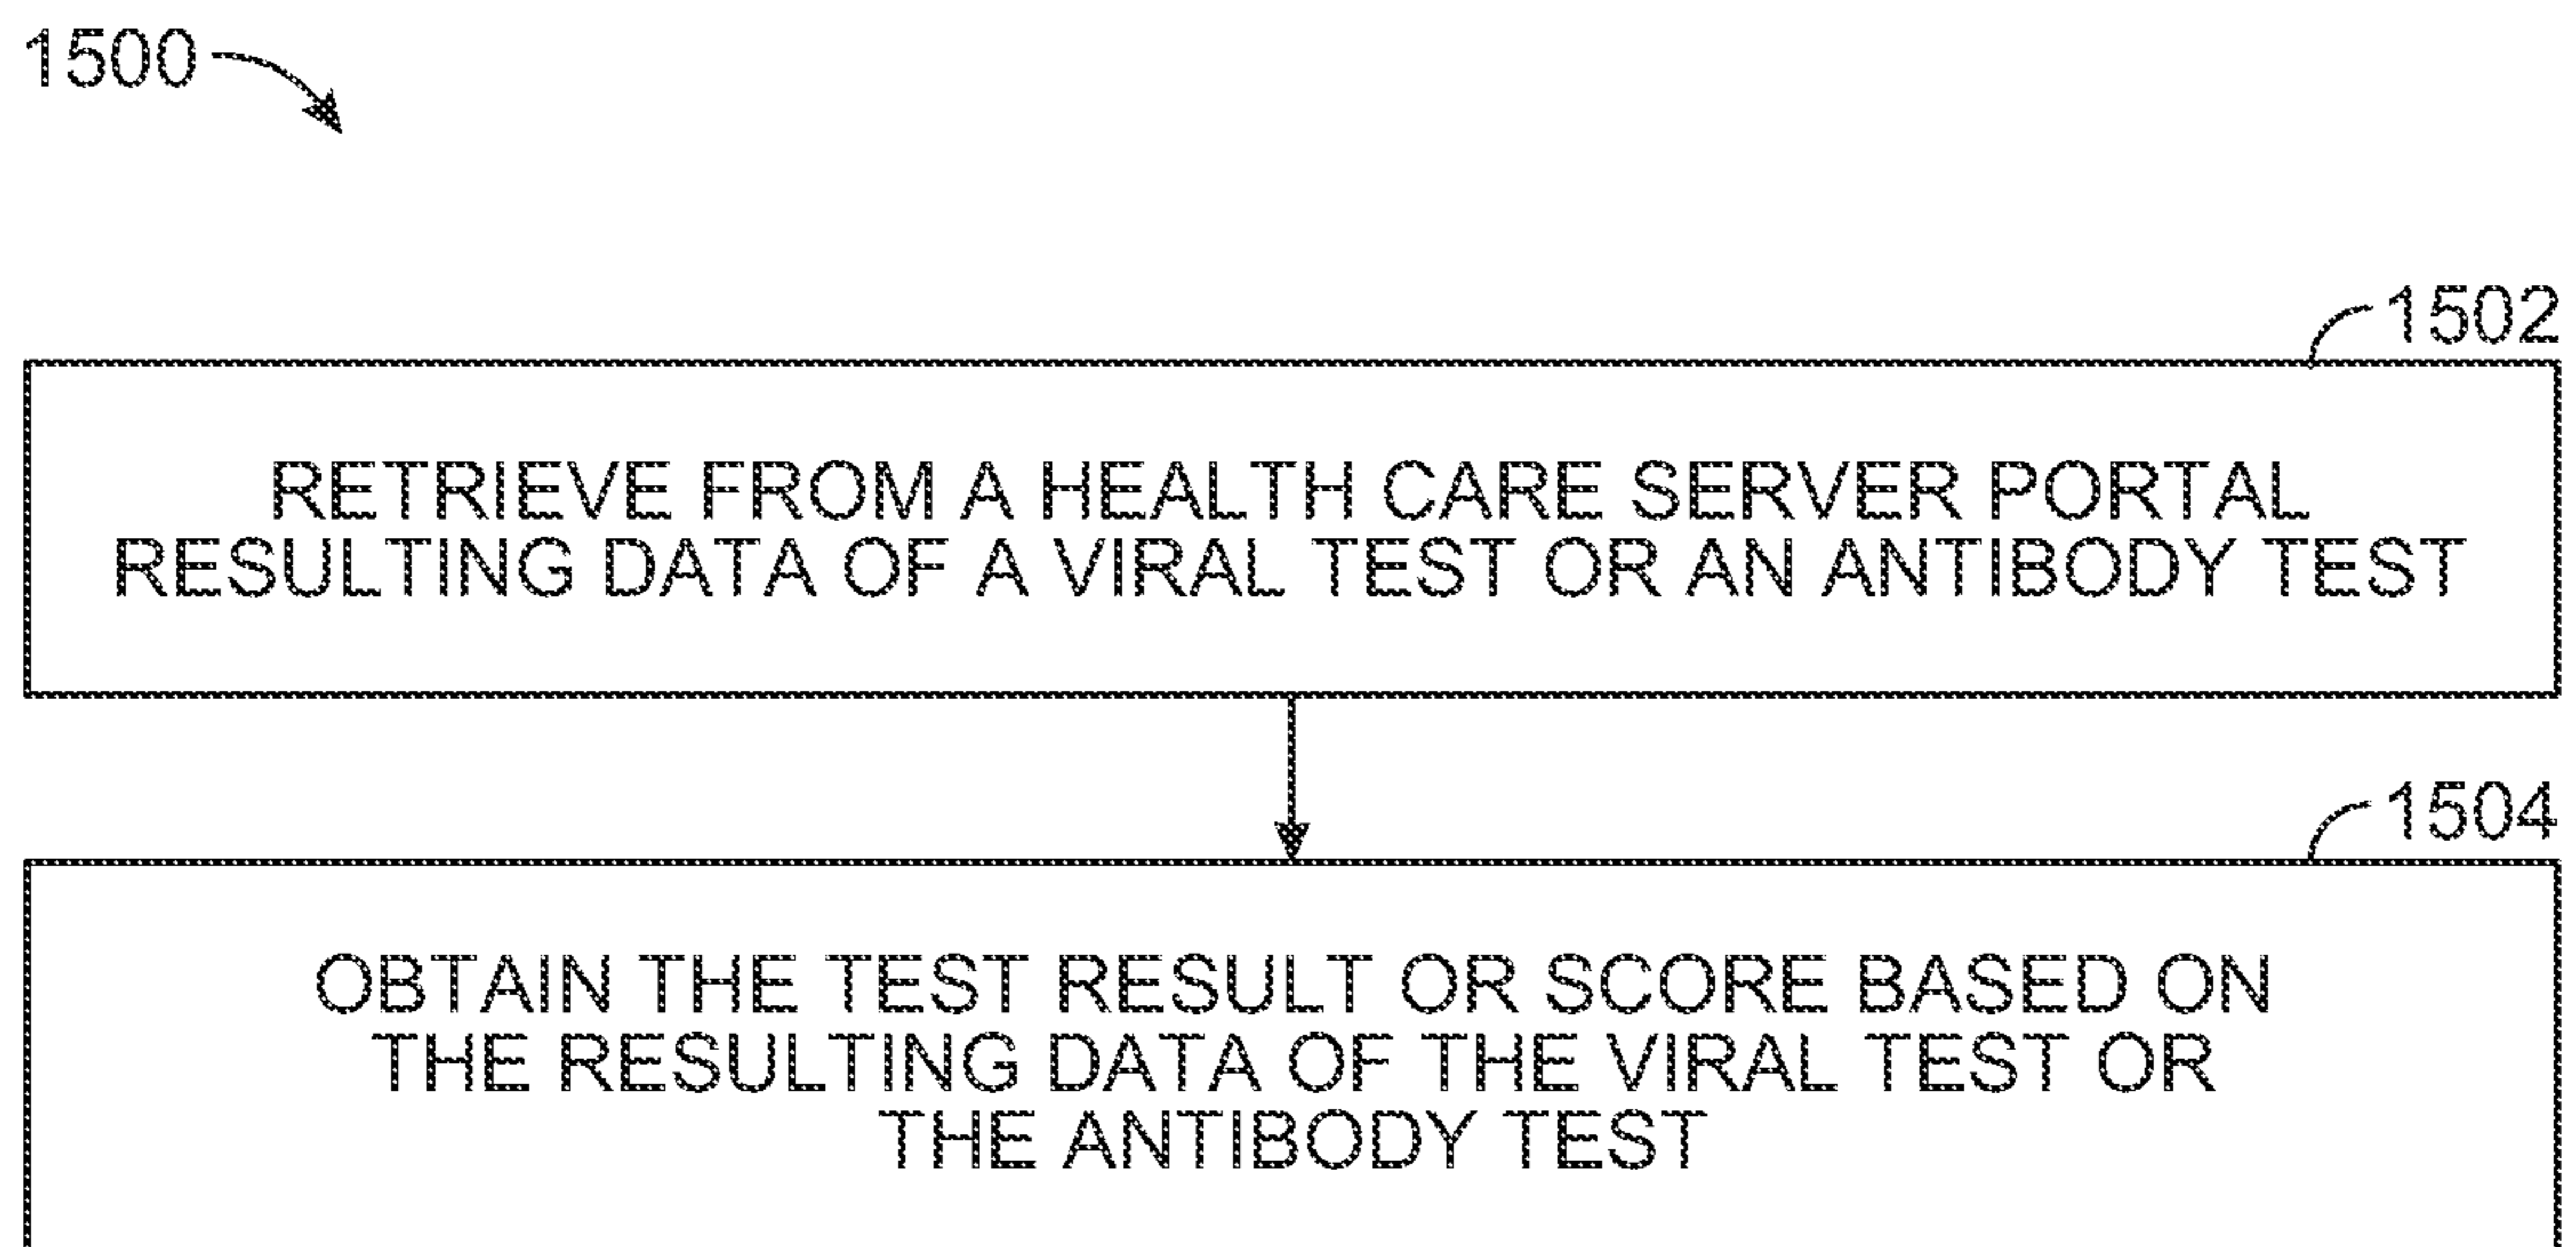 1500
1502
RETRIEVE FROM A HEALTH CARE SERVER PORTAL
RESULTING DATA OF A VIRAL TEST OR AN ANTIBODY TEST
1504
OBTAIN THE TEST RESULT OR SCORE BASED ON
THE RESULTING DATA OF THE VIRAL TEST OR
THE ANTIBODY TEST